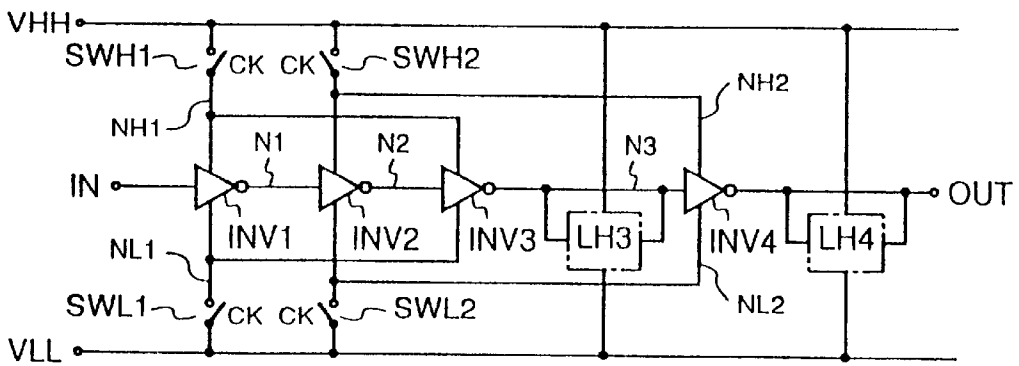 VHH
SWH1 CK CK SWH2
NH1 NH2
N1 N2 N3
IN OUT
INV1 INV2 INV3 LH3 INV4 LH4
NL1 NL2
SWL1 CK CK SWL2
VLL